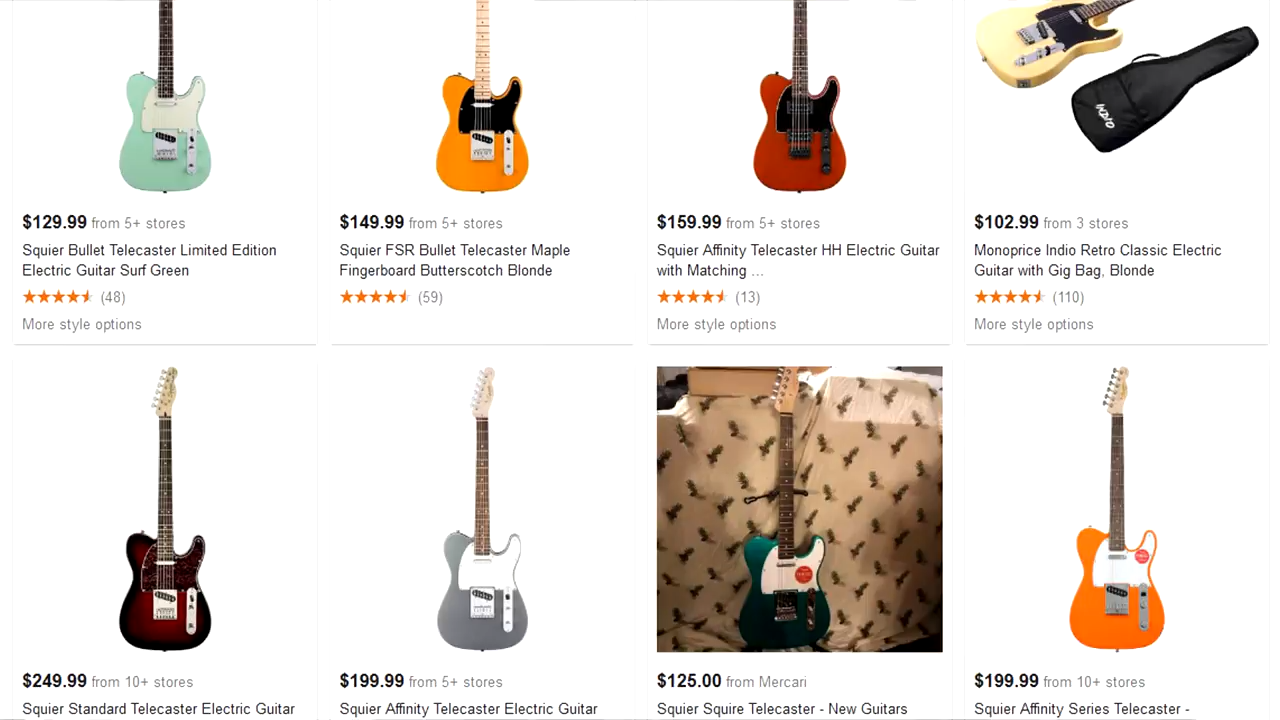 $129.99 from 5+ stores
Squier Bullet Telecaster Limited Edition
Electric Guitar Surf Green
(48)
More style options
$149.99 from 5+ stores
Squier FSR Bullet Telecaster Maple
Fingerboard Butterscotch Blonde
(59)
$159.99 from 5+ stores
Squier Affinity Telecaster HH Electric Guitar
with Matching ...
(13)
More style options
INDIO
$102.99 from 3 stores
Monoprice Indio Retro Classic Electric
Guitar with Gig Bag, Blonde
(110)
More style options
$249.99 from 10+ stores
Squier Standard Telecaster Electric Guitar
$199.99 from 5+ stores
Squier Affinity Telecaster Electric Guitar
$125.00 from Mercari
Squier Squire Telecaster - New Guitars
$199.99 from 10+ stores
Squier Affinity Series Telecaster -